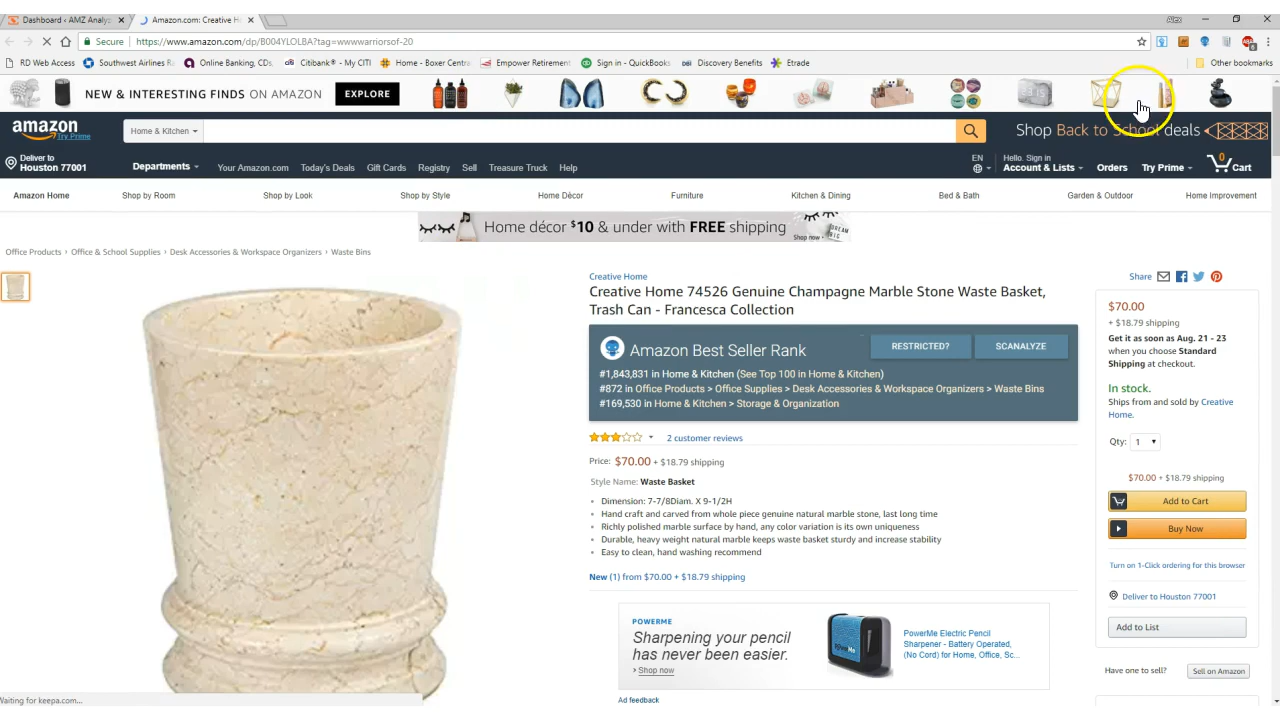 Dashboard ‹ AMZ Analyz
Amazon.com: Creative H
Alex
Secure
https://www.amazon.com/dp/B004YLOLBA?tag=wwwwarriorsof-20
RD Web Access
Southwest Airlines Ra
Online Banking, CDs,
Citibank® - My CITI
Home - Boxer Centra
Empower Retirement
Sign in - QuickBooks
Discovery Benefits
Etrade
Other bookmarks
NEW & INTERESTING FINDS ON AMAZON
EXPLORE
amazon
Try Prime
Home & Kitchen
Shop Back to School deals
Deliver to
Houston 77001
Departments
Your Amazon.com
Today's Deals
Gift Cards
Registry
Sell
Treasure Truck
Help
EN
Hello. Sign in
Account & Lists
Orders
Try Prime
0
Cart
Amazon Home
Shop by Room
Shop by Look
Shop by Style
Home Décor
Furniture
Kitchen & Dining
Bed & Bath
Garden & Outdoor
Home Improvement
Home décor $10 & under with FREE shipping
Shop now ›
DREAM
Office Products › Office & School Supplies › Desk Accessories & Workspace Organizers › Waste Bins
Creative Home
Creative Home 74526 Genuine Champagne Marble Stone Waste Basket,
Trash Can - Francesca Collection
Amazon Best Seller Rank
RESTRICTED?
SCANALYZE
#1,843,831 in Home & Kitchen (See Top 100 in Home & Kitchen)
#872 in Office Products > Office Supplies > Desk Accessories & Workspace Organizers > Waste Bins
#169,530 in Home & Kitchen > Storage & Organization
2 customer reviews
Price: $70.00 + $18.79 shipping
Style Name: Waste Basket
Dimension: 7-7/8Diam. X 9-1/2H
Hand craft and carved from whole piece genuine natural marble stone, last long time
Richly polished marble surface by hand, any color variation is its own uniqueness
Durable, heavy weight natural marble keeps waste basket sturdy and increase stability
Easy to clean, hand washing recommend
New (1) from $70.00 + $18.79 shipping
POWERME
Sharpening your pencil
has never been easier.
› Shop now
PowerMe Electric Pencil
Sharpener - Battery Operated,
(No Cord) for Home, Office, Sc...
Ad feedback
Share
$70.00
+ $18.79 shipping
Get it as soon as Aug. 21 - 23
when you choose Standard
Shipping at checkout.
In stock.
Ships from and sold by Creative
Home.
Qty: 1
$70.00 + $18.79 shipping
Add to Cart
Buy Now
Turn on 1-Click ordering for this browser
Deliver to Houston 77001
Add to List
Have one to sell?
Sell on Amazon
Waiting for keepa.com...